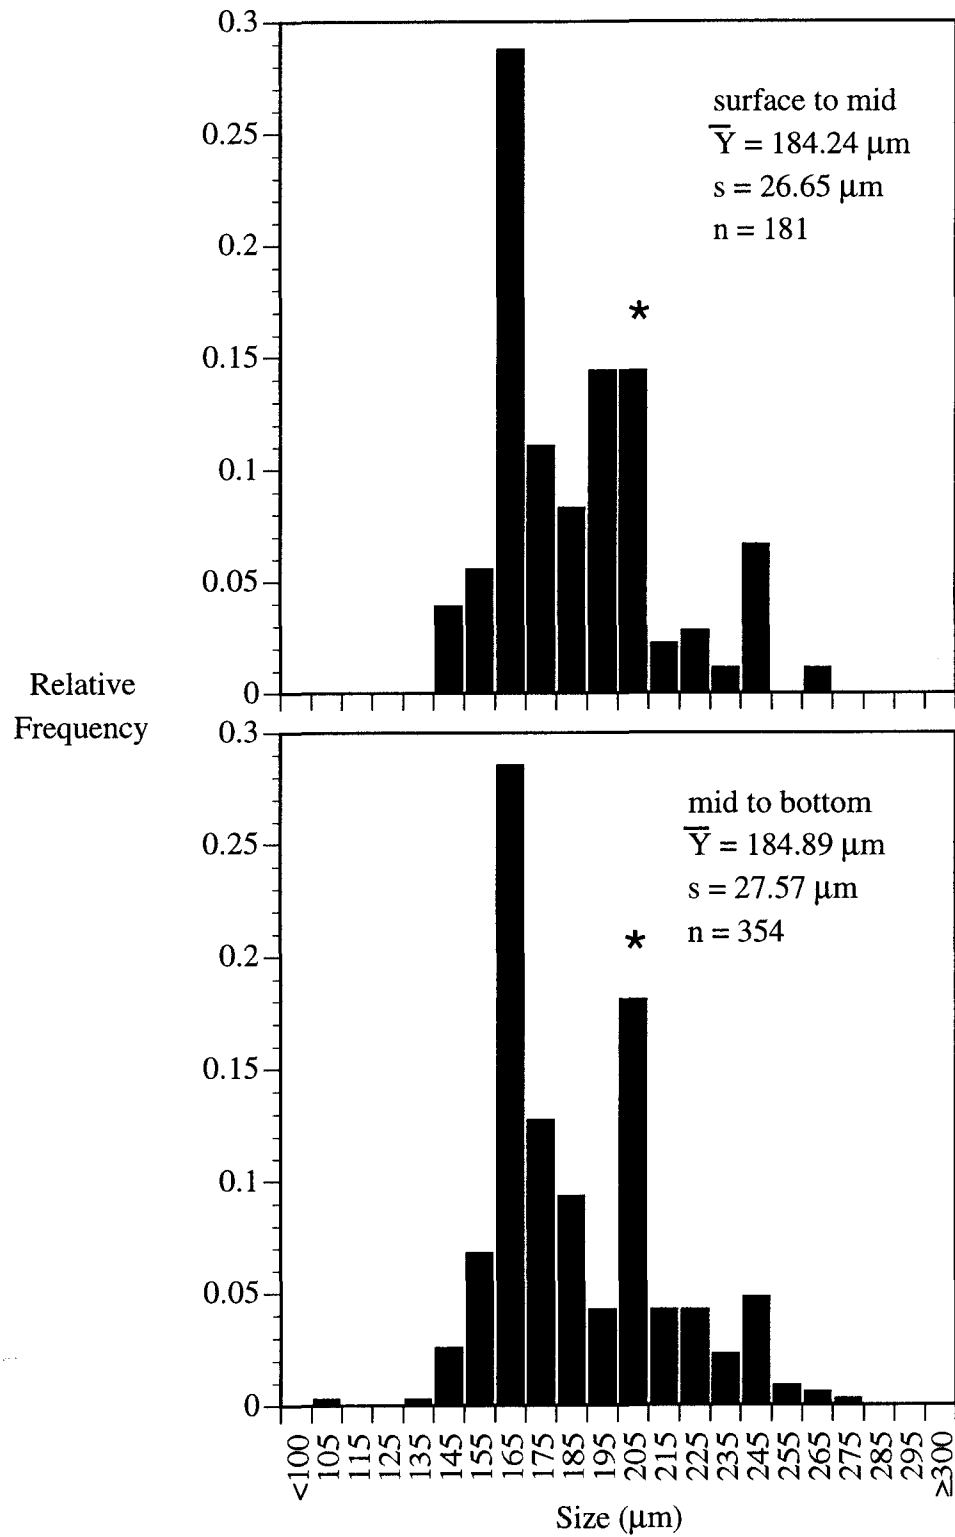 0.3
0.25
0.2
0.15
0.1
0.05
0
surface to mid
Y̅ = 184.24 μm
s = 26.65 μm
n = 181
*
Relative
Frequency
0.3
0.25
0.2
0.15
0.1
0.05
0
mid to bottom
Y̅ = 184.89 μm
s = 27.57 μm
n = 354
*
<100 105 115 125 135 145 155 165 175 185 195 205 215 225 235 245 255 265 275 285 295 ≥300
Size (μm)